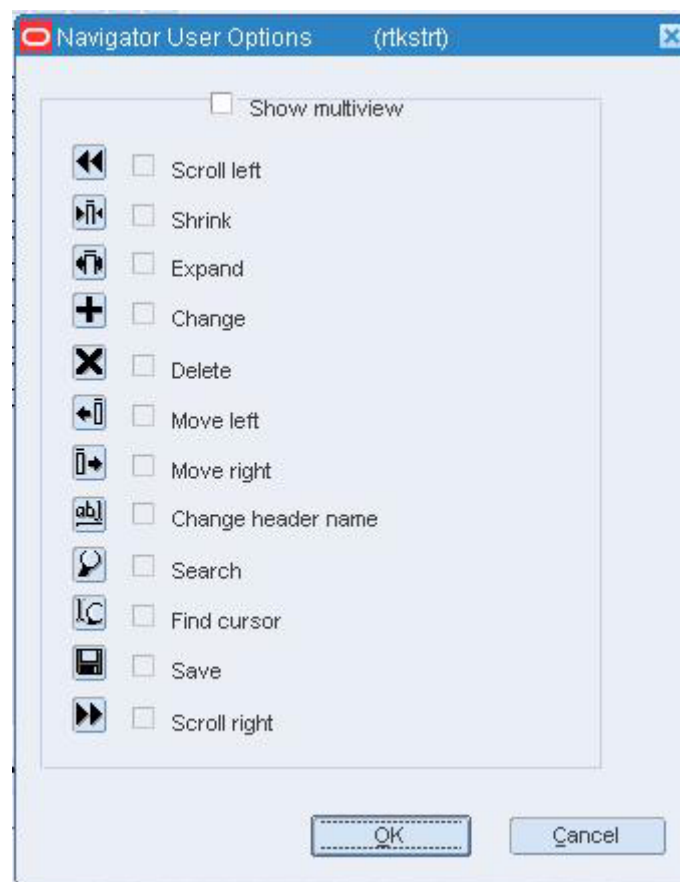 Navigator User Options (rtkstrt)
Show multiview
Scroll left
Shrink
Expand
Change
Delete
Move left
Move right
abl Change header name
Search
Find cursor
Save
Scroll right
OK Cancel